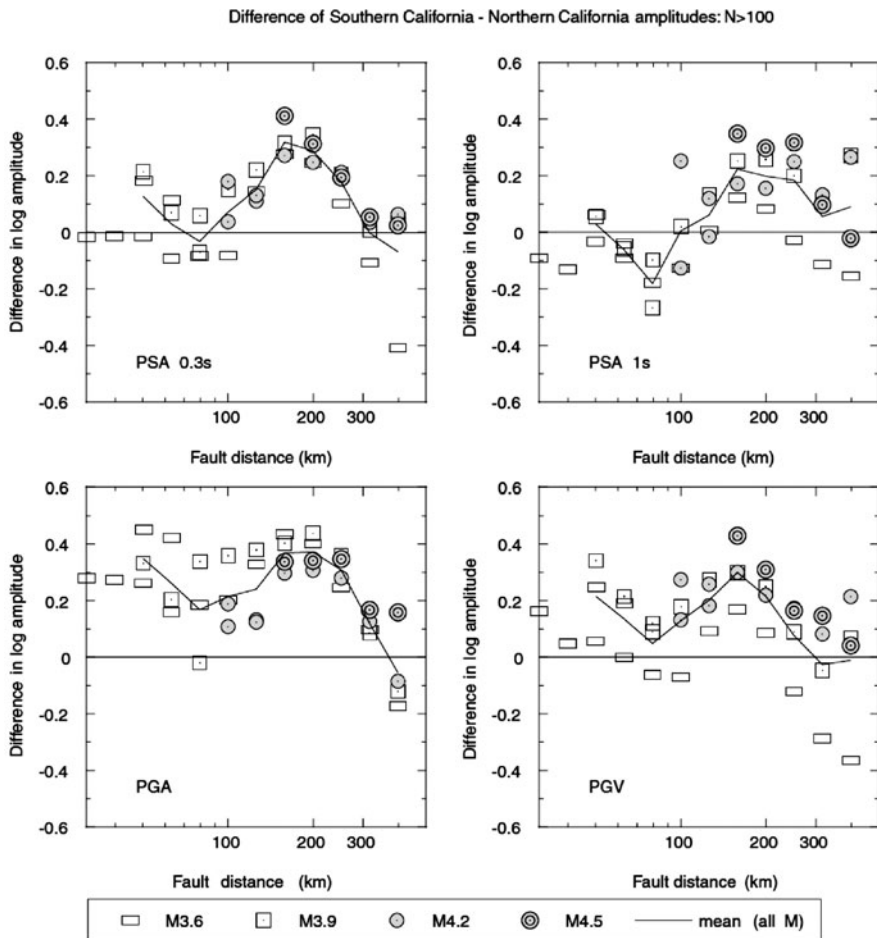 Difference of Southern California - Northern California amplitudes: N>100
Difference in log amplitude
0.6
0.4
0.2
0
-0.2
-0.4
-0.6
PSA 0.3s
100 200 300
Fault distance (km)
Difference in log amplitude
0.6
0.4
0.2
0
-0.2
-0.4
-0.6
PSA 1s
100 200 300
Fault distance (km)
Difference in log amplitude
0.6
0.4
0.2
0
-0.2
-0.4
-0.6
PGA
100 200 300
Fault distance (km)
Difference in log amplitude
0.6
0.4
0.2
0
-0.2
-0.4
-0.6
PGV
100 200 300
Fault distance (km)
M3.6 M3.9 M4.2 M4.5 mean (all M)